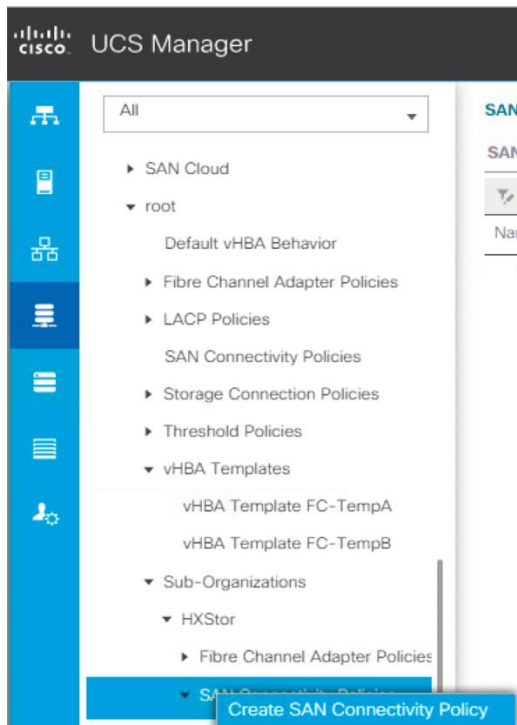 cisco
UCS Manager
All
SAN
SAN
SAN Cloud
root
Default vHBA Behavior
Fibre Channel Adapter Policies
LACP Policies
SAN Connectivity Policies
Storage Connection Policies
Threshold Policies
vHBA Templates
vHBA Template FC-TempA
vHBA Template FC-TempB
Sub-Organizations
HXStor
Fibre Channel Adapter Policies
Create SAN Connectivity Policy